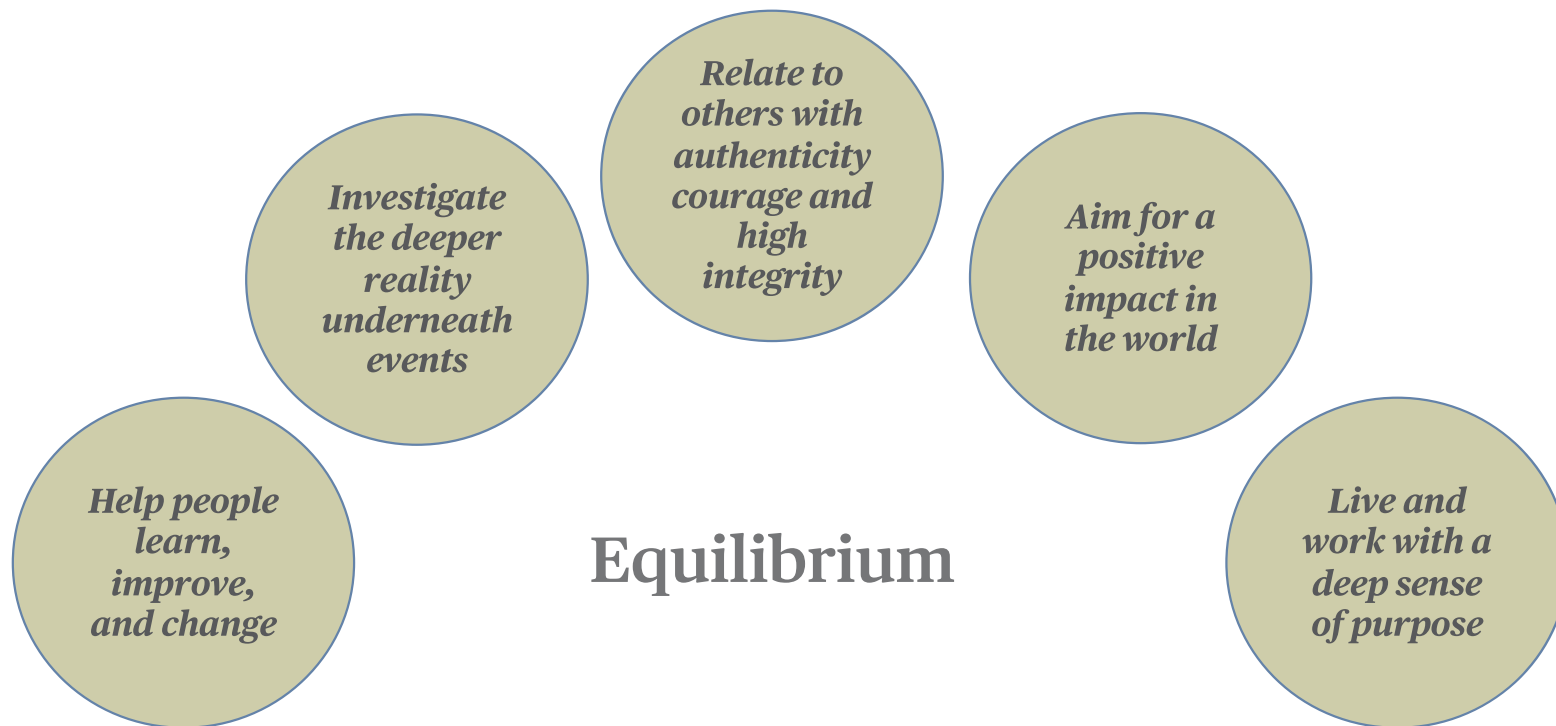 Help people
learn,
improve,
and change
Investigate
the deeper
reality
underneath
events
Relate to
others with
authenticity
courage and
high
integrity
Aim for a
positive
impact in
the world
Live and
work with a
deep sense
of purpose
Equilibrium